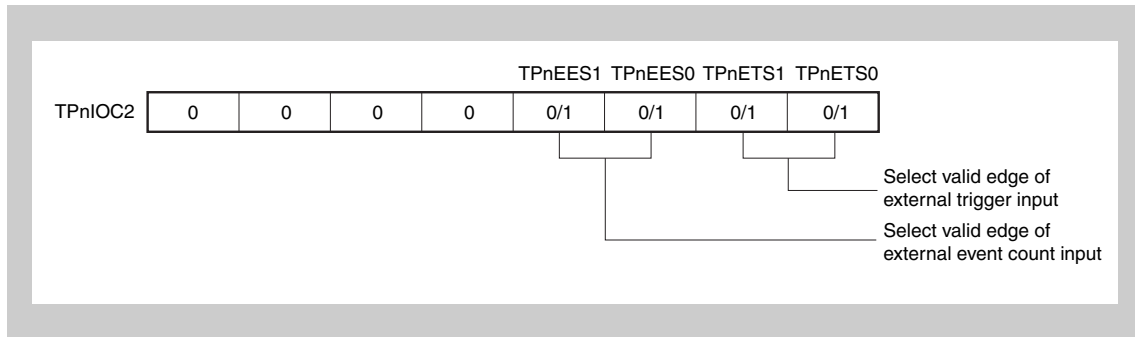 TPnEES1 TPnEES0 TPnETS1 TPnETS0
TPnIOC2 0 0 0 0 0/1 0/1 0/1 0/1
Select valid edge of
external trigger input
Select valid edge of
external event count input